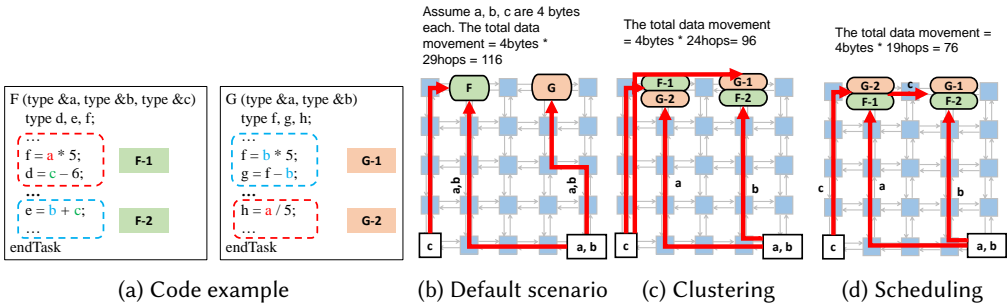 F (type &a, type &b, type &c)
type d, e, f;
...
f = a * 5;
d = c – 6;
...
e = b + c;
...
endTask
F-1
F-2
G (type &a, type &b)
type f, g, h;
...
f = b * 5;
g = f – b;
...
h = a / 5;
...
endTask
G-1
G-2
(a) Code example
Assume a, b, c are 4 bytes
each. The total data
movement = 4bytes *
29hops = 116
F
G
a,b
a,b
c
a, b
(b) Default scenario
The total data movement
= 4bytes * 24hops= 96
F-1
G-2
G-1
F-2
a
b
c
a, b
(c) Clustering
The total data movement =
4bytes * 19hops = 76
G-2
F-1
c
G-1
F-2
c
a
b
c
a, b
(d) Scheduling